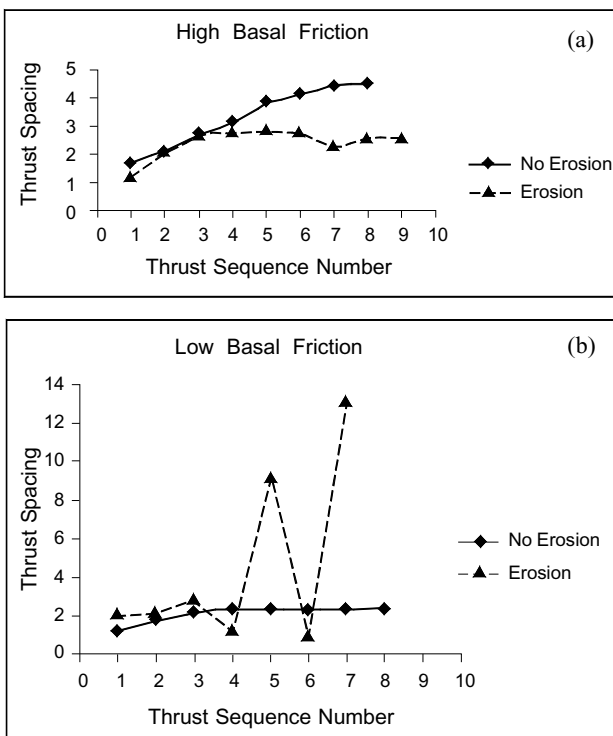 High Basal Friction
(a)
5
4
3
2
1
0
Thrust Spacing
0 1 2 3 4 5 6 7 8 9 10
Thrust Sequence Number
No Erosion
Erosion
Low Basal Friction
(b)
14
12
10
8
6
4
2
0
Thrust Spacing
0 1 2 3 4 5 6 7 8 9 10
Thrust Sequence Number
No Erosion
Erosion